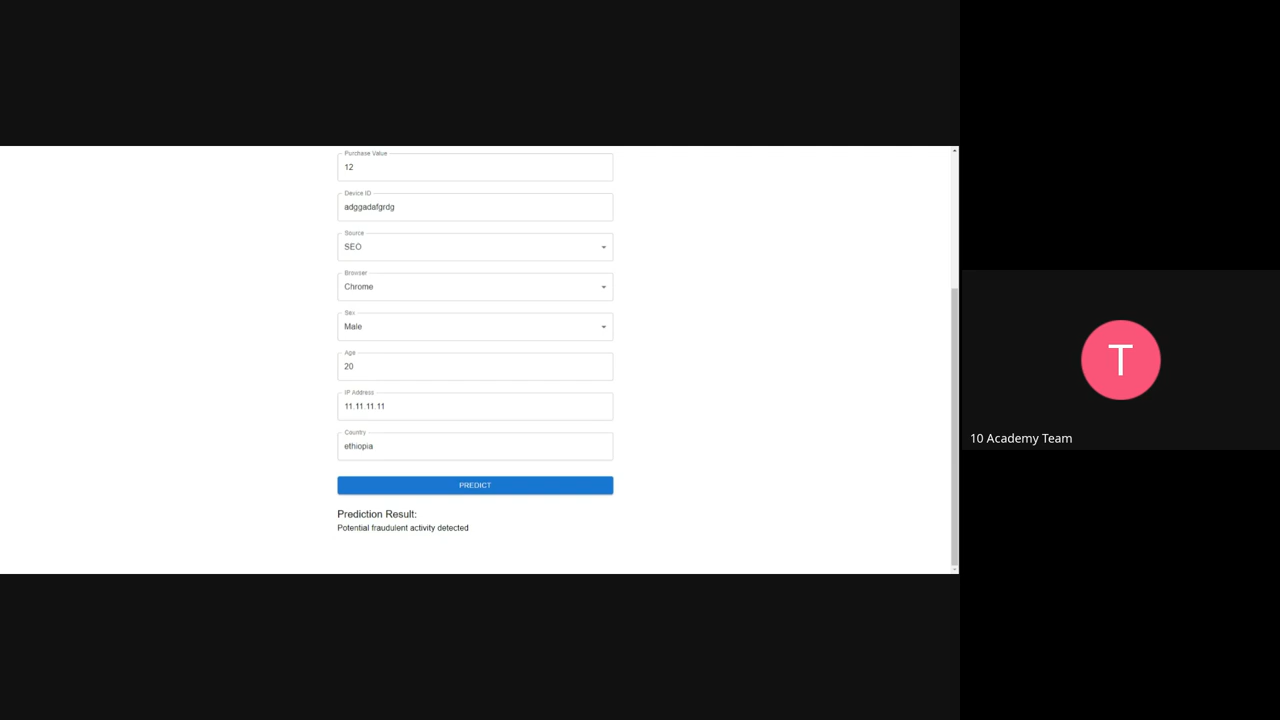 Purchase Value
12
Device ID
adggadafgrdg
Source
SEO
Browser
Chrome
Sex
Male
Age
20
IP Address
11.11.11.11
Country
ethiopia
PREDICT
Prediction Result:
Potential fraudulent activity detected
T
10 Academy Team